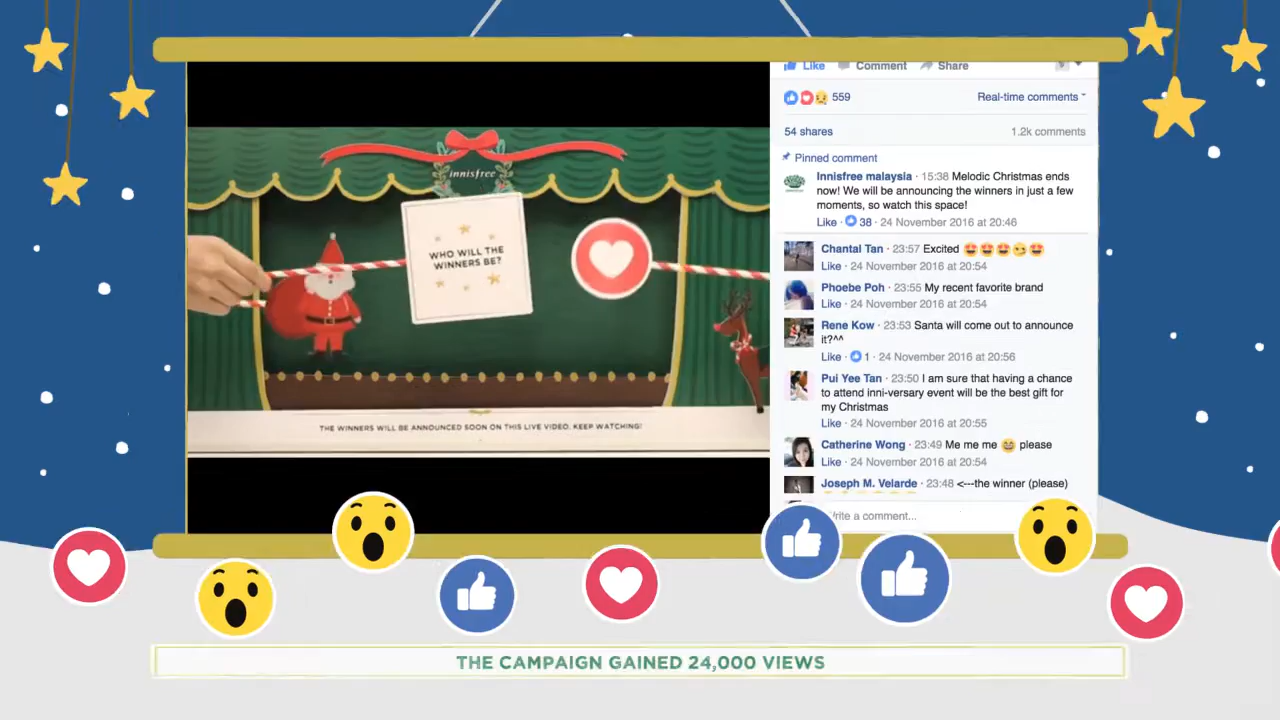 Like Comment Share
559 Real-time comments
54 shares 1.2k comments
Pinned comment
Innisfree malaysia · 15:38 Melodic Christmas ends
now! We will be announcing the winners in just a few
moments, so watch this space!
Like · 38 · 24 November 2016 at 20:46
Chantal Tan · 23:57 Excited
Like · 24 November 2016 at 20:54
Phoebe Poh · 23:55 My recent favorite brand
Like · 24 November 2016 at 20:54
Rene Kow · 23:53 Santa will come out to announce
it?^^
Like · 1 · 24 November 2016 at 20:56
Pui Yee Tan · 23:50 I am sure that having a chance
to attend inni-versary event will be the best gift for
my Christmas
Like · 24 November 2016 at 20:55
Catherine Wong · 23:49 Me me me please
Like · 24 November 2016 at 20:54
Joseph M. Velarde · 23:48 <---the winner (please)
Write a comment...
innisfree
WHO WILL THE
WINNERS BE?
THE WINNERS WILL BE ANNOUNCED SOON ON THIS LIVE VIDEO. KEEP WATCHING!
THE CAMPAIGN GAINED 24,000 VIEWS